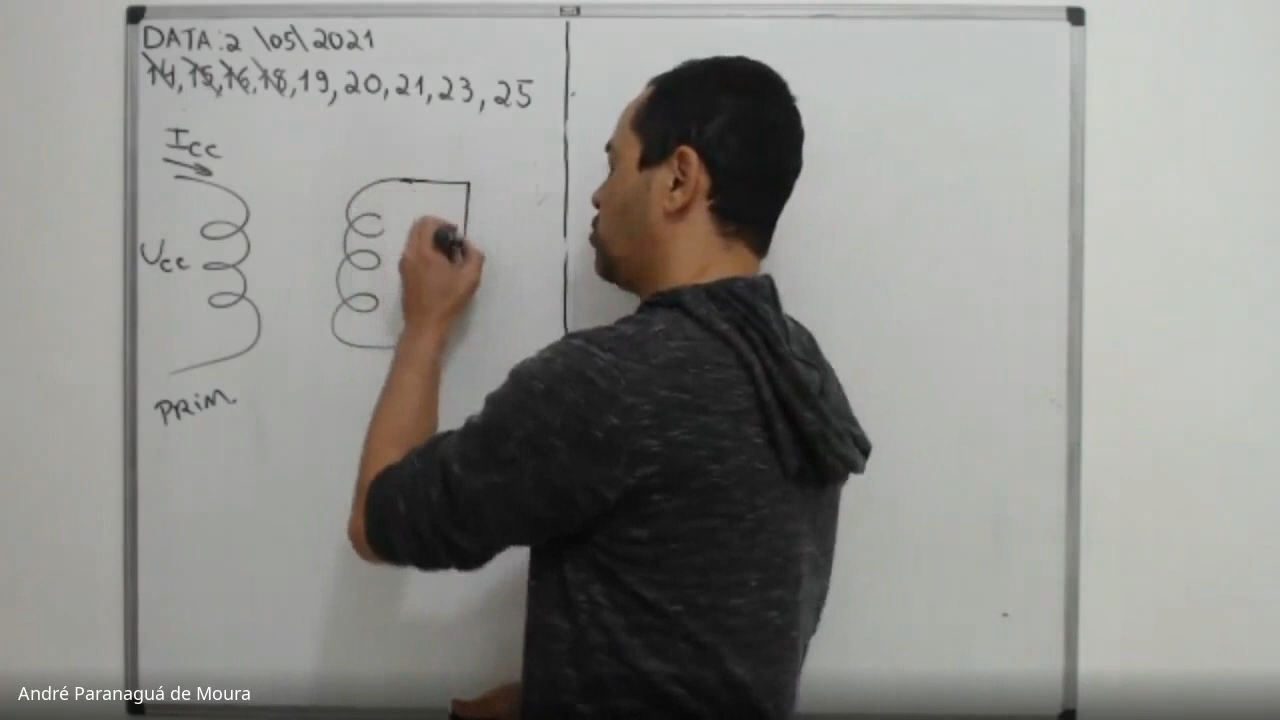 DATA: 2 \05\ 2021
14, 15, 16, 18, 19, 20, 21, 23, 25
Icc
Ucc
PRIM.
André Paranaguá de Moura